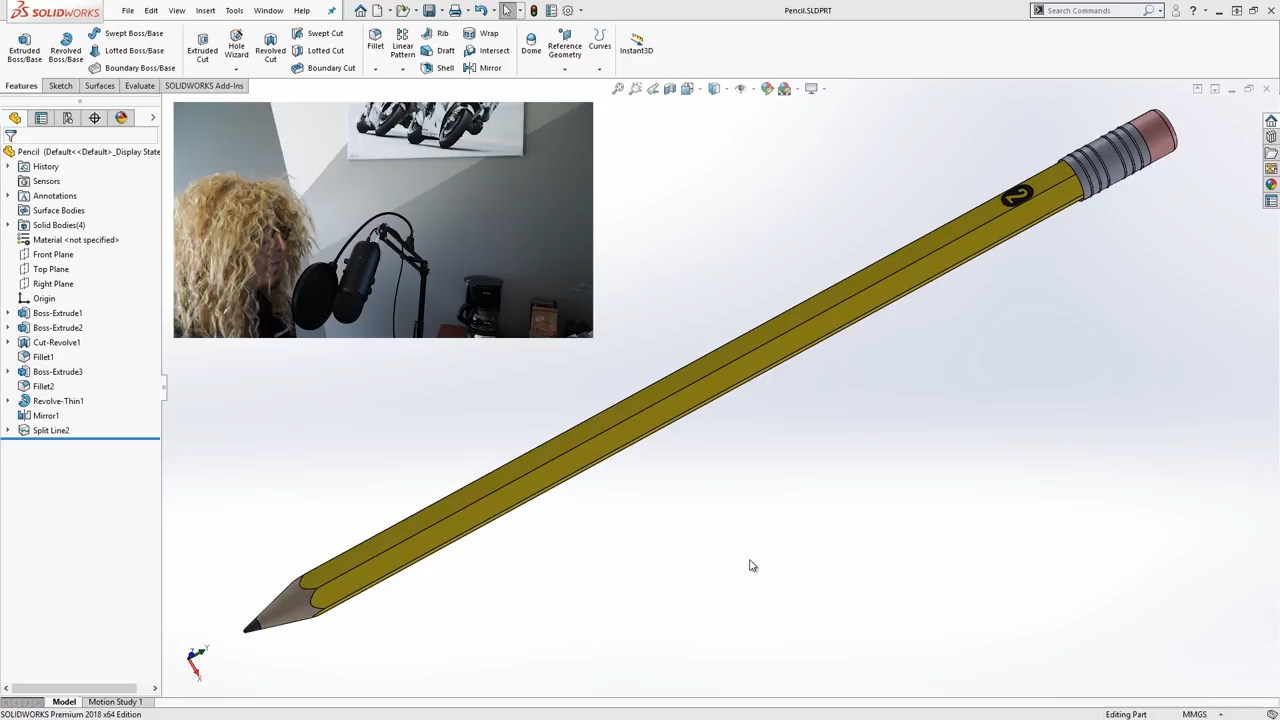 SOLIDWORKS File Edit View Insert Tools Window Help Pencil.SLDPRT Search Commands
Extruded Boss/Base
Revolved Boss/Base
Swept Boss/Base
Lofted Boss/Base
Boundary Boss/Base
Extruded Cut
Hole Wizard
Revolved Cut
Swept Cut
Lofted Cut
Boundary Cut
Fillet
Linear Pattern
Rib
Draft
Shell
Wrap
Intersect
Mirror
Dome
Reference Geometry
Curves
Instant3D
Features Sketch Surfaces Evaluate SOLIDWORKS Add-Ins
Pencil (Default<<Default>_Display State
History
Sensors
Annotations
Surface Bodies
Solid Bodies(4)
Material <not specified>
Front Plane
Top Plane
Right Plane
Origin
Boss-Extrude1
Boss-Extrude2
Cut-Revolve1
Fillet1
Boss-Extrude3
Fillet2
Revolve-Thin1
Mirror1
Split Line2
2
Z Y
X
Model Motion Study 1
SOLIDWORKS Premium 2018 x64 Edition Editing Part MMGS